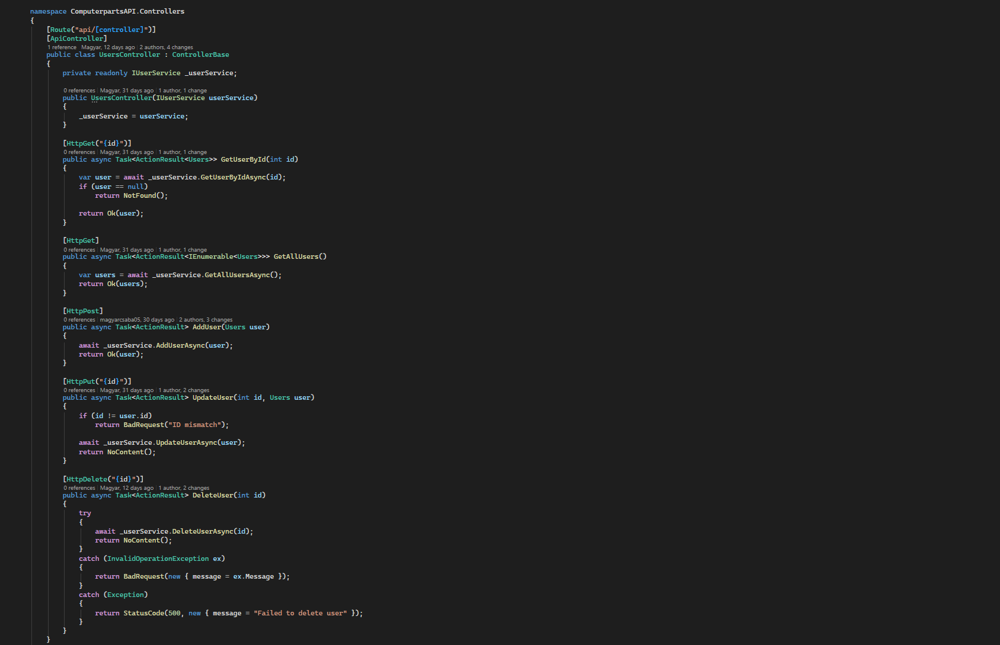 namespace ComputerpartsAPI.Controllers
{
[Route("api/[controller]")]
[ApiController]
1 reference | Magyar, 12 days ago | 2 authors, 4 changes
public class UsersController : ControllerBase
{
private readonly IUserService _userService;
0 references | Magyar, 31 days ago | 1 author, 1 change
public UsersController(IUserService userService)
{
_userService = userService;
}
[HttpGet("{id}")]
0 references | Magyar, 31 days ago | 1 author, 1 change
public async Task<ActionResult<Users>> GetUserById(int id)
{
var user = await _userService.GetUserByIdAsync(id);
if (user == null)
return NotFound();
return Ok(user);
}
[HttpGet]
0 references | Magyar, 31 days ago | 1 author, 1 change
public async Task<ActionResult<IEnumerable<Users>>> GetAllUsers()
{
var users = await _userService.GetAllUsersAsync();
return Ok(users);
}
[HttpPost]
0 references | magyarcsaba05, 30 days ago | 2 authors, 3 changes
public async Task<ActionResult> AddUser(Users user)
{
await _userService.AddUserAsync(user);
return Ok(user);
}
[HttpPut("{id}")]
0 references | Magyar, 31 days ago | 1 author, 2 changes
public async Task<ActionResult> UpdateUser(int id, Users user)
{
if (id != user.id)
return BadRequest("ID mismatch");
await _userService.UpdateUserAsync(user);
return NoContent();
}
[HttpDelete("{id}")]
0 references | Magyar, 12 days ago | 1 author, 2 changes
public async Task<ActionResult> DeleteUser(int id)
{
try
{
await _userService.DeleteUserAsync(id);
return NoContent();
}
catch (InvalidOperationException ex)
{
return BadRequest(new { message = ex.Message });
}
catch (Exception)
{
return StatusCode(500, new { message = "Failed to delete user" });
}
}
}